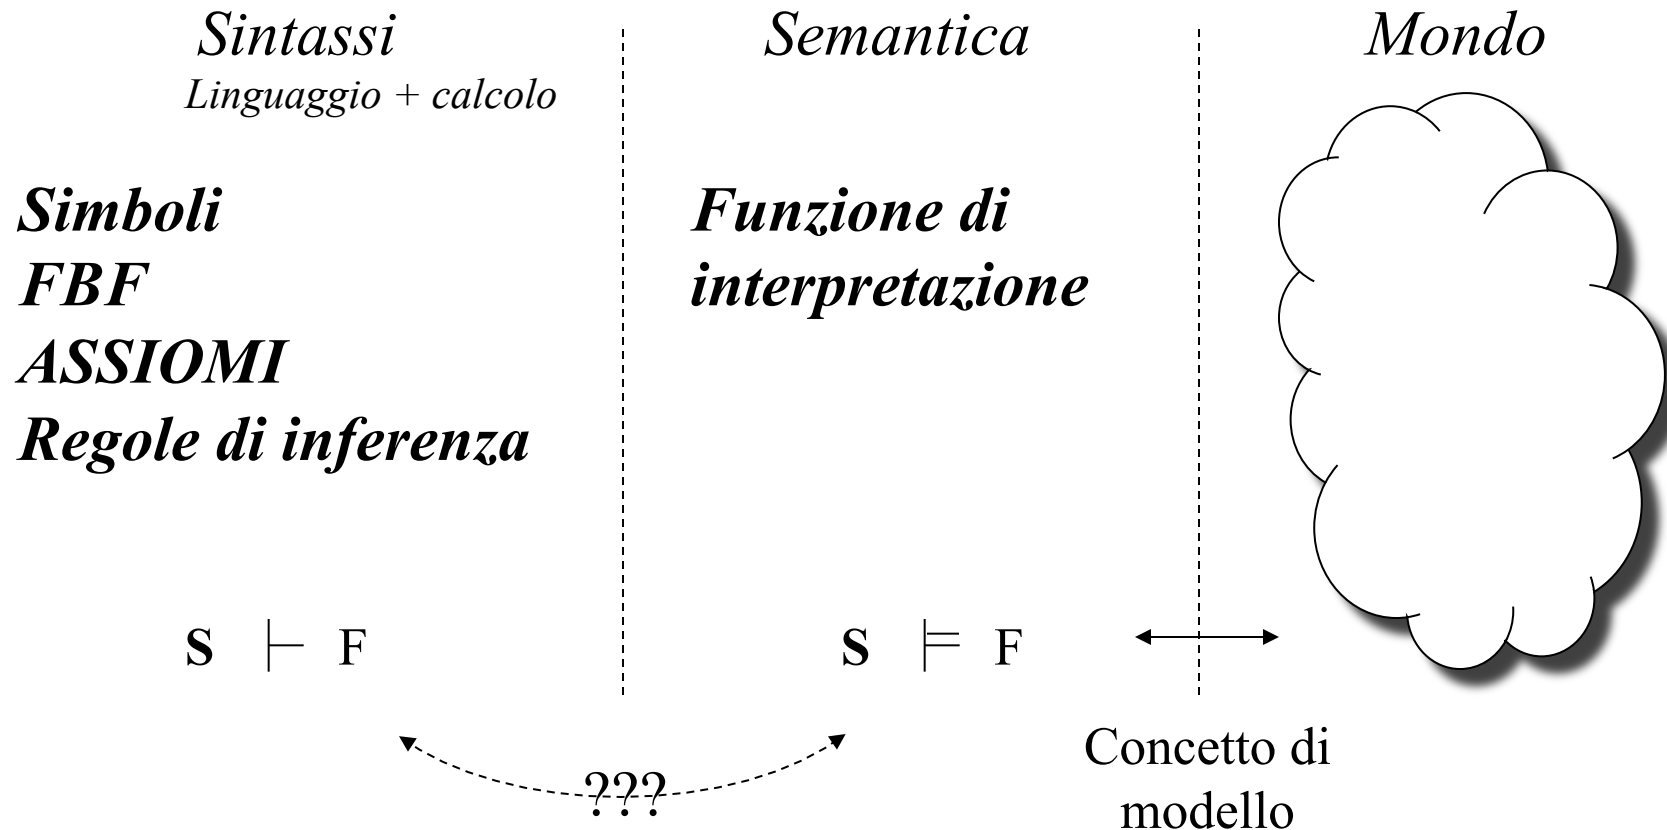 Sintassi
Linguaggio + calcolo
Simboli
FBF
ASSIOMI
Regole di inferenza
S ⊢ F
Semantica
Funzione di
interpretazione
S ⊨ F
Mondo
???
Concetto di
modello